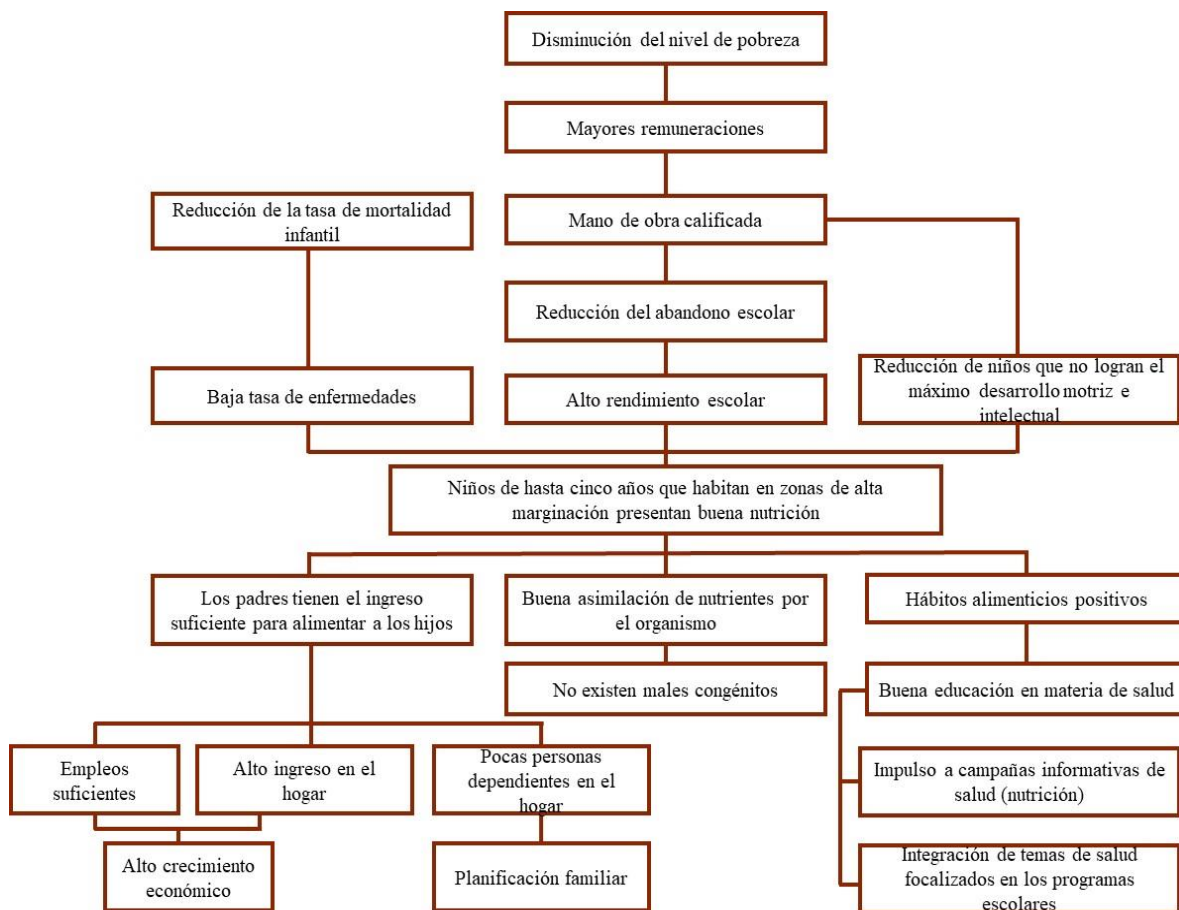 Disminución del nivel de pobreza
Mayores remuneraciones
Reducción de la tasa de mortalidad
infantil
Mano de obra calificada
Reducción del abandono escolar
Baja tasa de enfermedades
Alto rendimiento escolar
Reducción de niños que no logran el
máximo desarrollo motriz e
intelectual
Niños de hasta cinco años que habitan en zonas de alta
marginación presentan buena nutrición
Los padres tienen el ingreso
suficiente para alimentar a los hijos
Buena asimilación de nutrientes por
el organismo
Hábitos alimenticios positivos
No existen males congénitos
Buena educación en materia de salud
Empleos
suficientes
Alto ingreso en el
hogar
Pocas personas
dependientes en el
hogar
Impulso a campañas informativas de
salud (nutrición)
Alto crecimiento
económico
Planificación familiar
Integración de temas de salud
focalizados en los programas
escolares